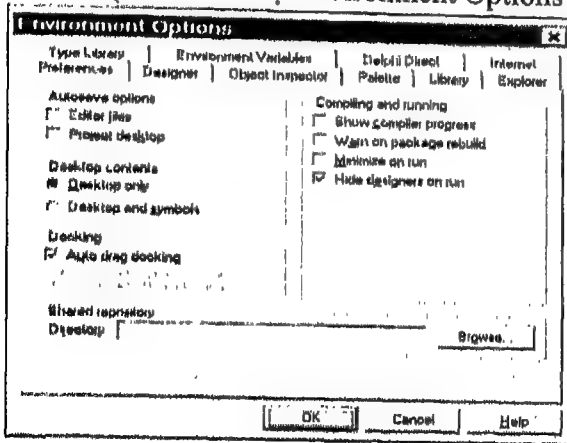 Environment Options
Environment Options
Type Library Environment Variables Delphi Direct Internet
Preferences Designer Object Inspector Palette Library Explorer
Autosave options
Editor files
Project desktop
Desktop contents
Desktop only
Desktop and symbols
Docking
Auto drag docking
Shared repository
Directory
Browse...
Compiling and running
Show compiler progress
Warn on package rebuild
Minimize on run
Hide designers on run
OK Cancel Help